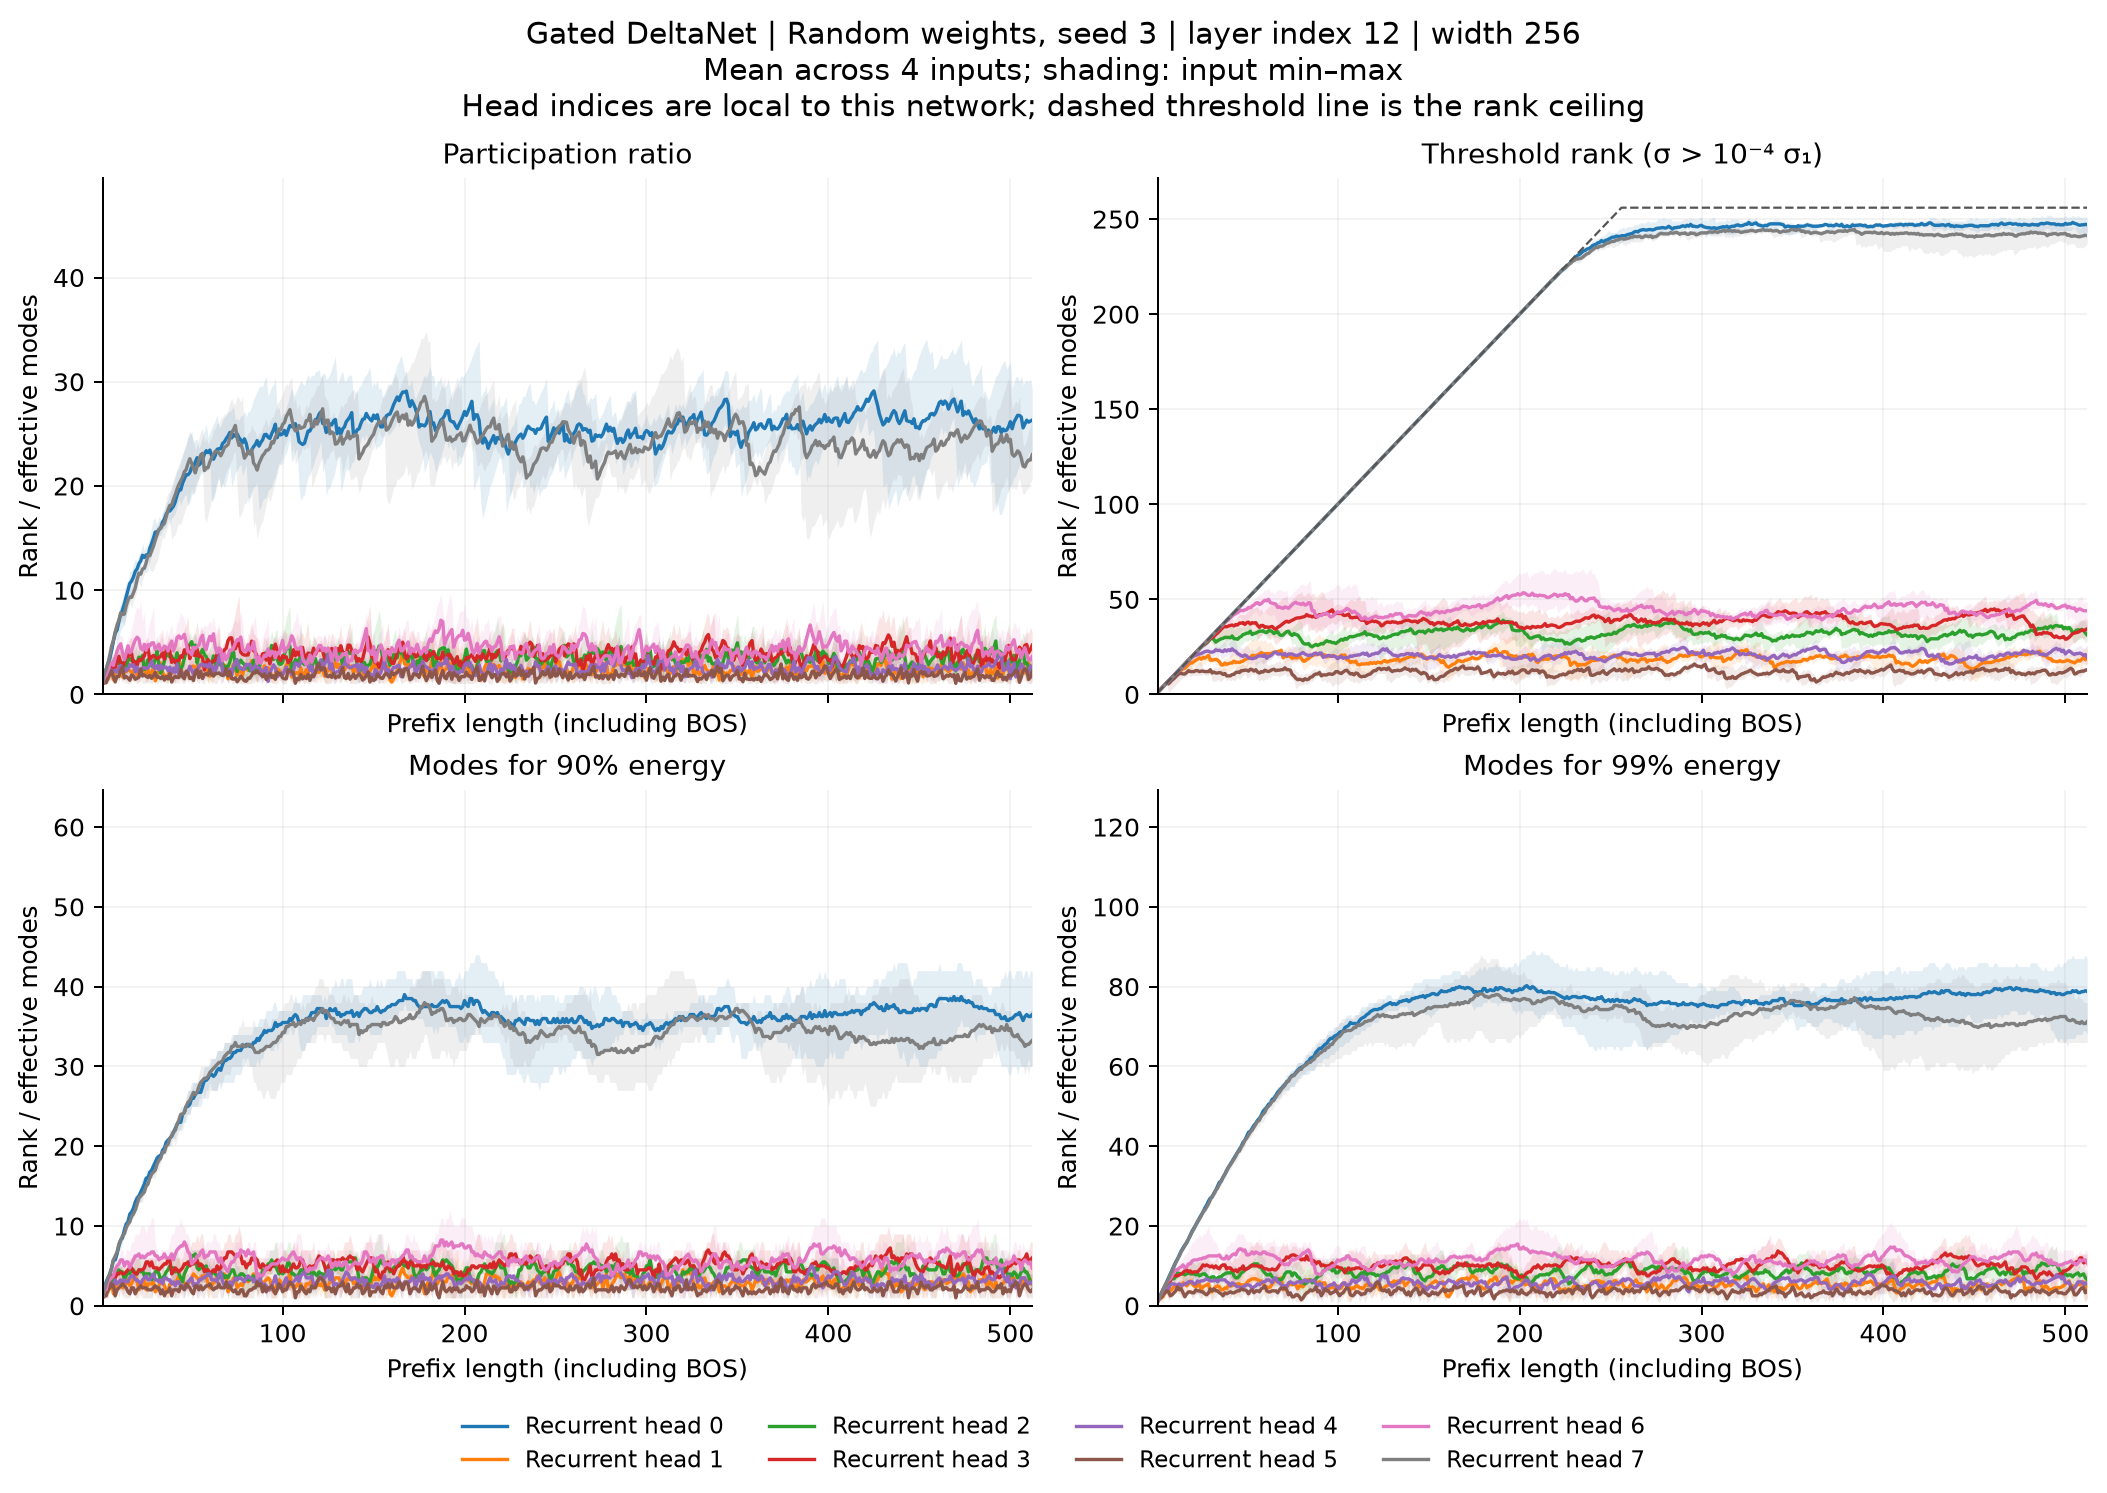 Gated DeltaNet | Random weights, seed 3 | layer index 12 | width 256
Mean across 4 inputs; shading: input min–max
Head indices are local to this network; dashed threshold line is the rank ceiling
Participation ratio
Rank / effective modes
40
30
20
10
0
Prefix length (including BOS)
Threshold rank (σ > 10⁻⁴ σ₁)
Rank / effective modes
250
200
150
100
50
0
Prefix length (including BOS)
Modes for 90% energy
Rank / effective modes
60
50
40
30
20
10
0
100 200 300 400 500
Prefix length (including BOS)
Modes for 99% energy
Rank / effective modes
120
100
80
60
40
20
0
100 200 300 400 500
Prefix length (including BOS)
Recurrent head 0
Recurrent head 1
Recurrent head 2
Recurrent head 3
Recurrent head 4
Recurrent head 5
Recurrent head 6
Recurrent head 7